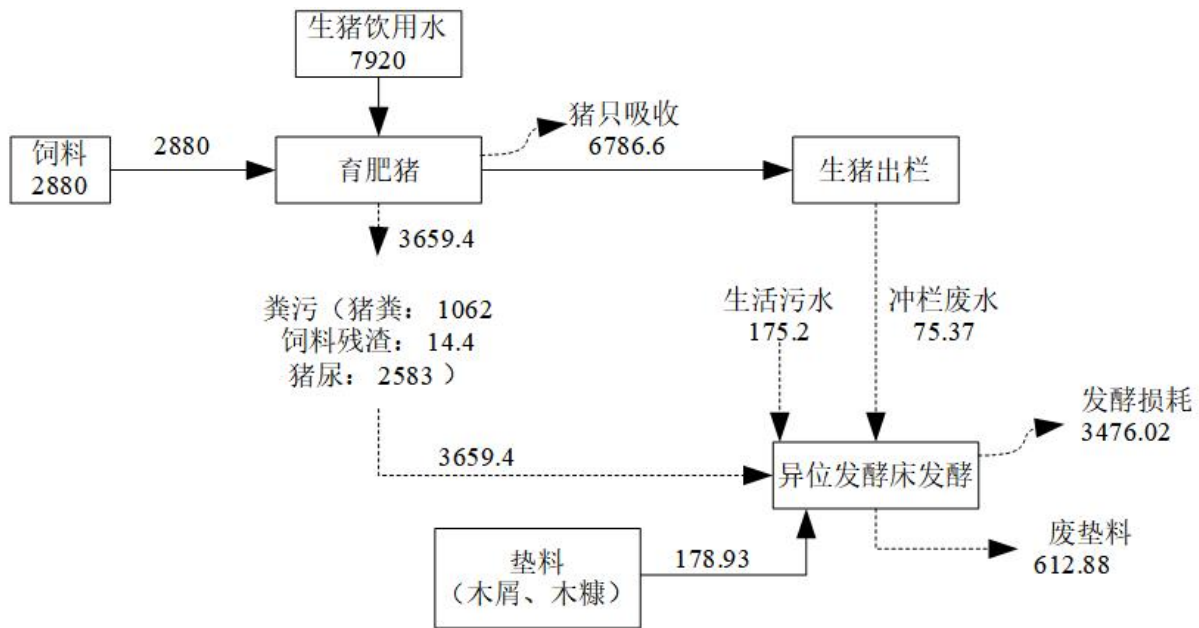 生猪饮用水
7920
饲料
2880
2880
育肥猪
猪只吸收
6786.6
生猪出栏
3659.4
粪污（猪粪：1062
饲料残渣：14.4
猪尿：2583）
生活污水
175.2
冲栏废水
75.37
发酵损耗
3476.02
3659.4
异位发酵床发酵
垫料
（木屑、木糠）
178.93
废垫料
612.88